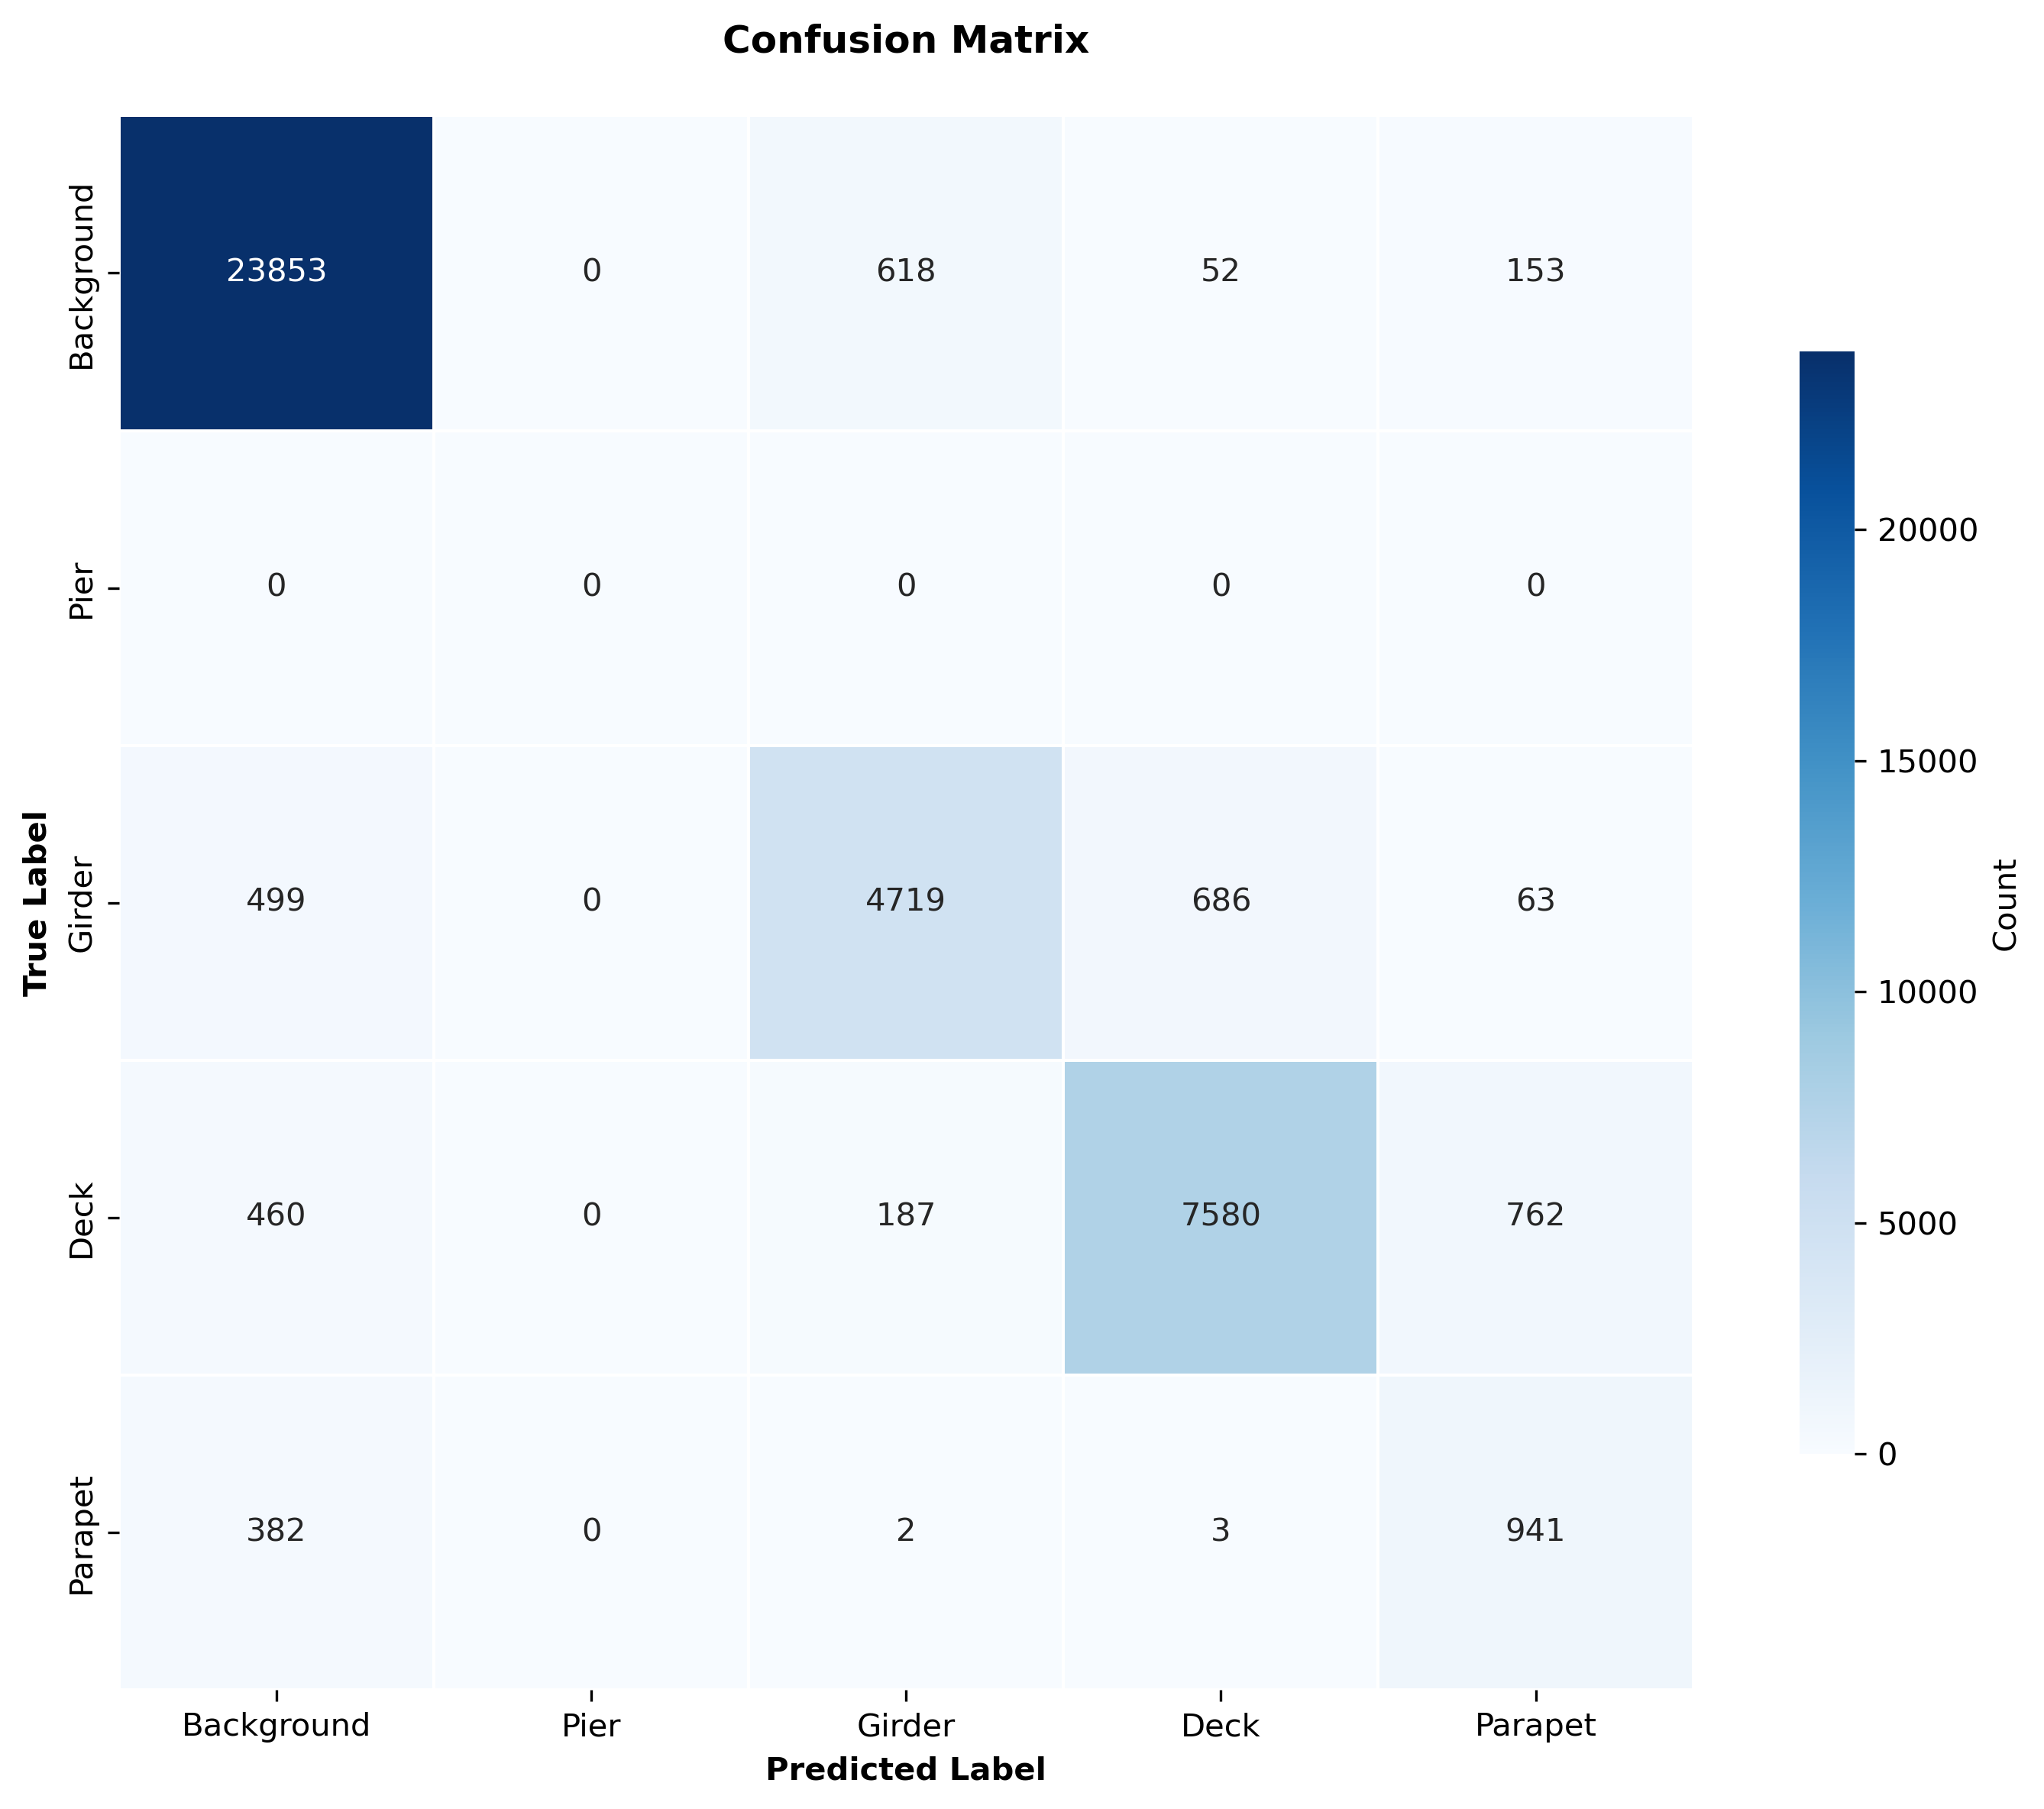 Confusion Matrix
Background 23853 0 618 52 153
Pier 0 0 0 0 0
Girder 499 0 4719 686 63
Deck 460 0 187 7580 762
Parapet 382 0 2 3 941
Background Pier Girder Deck Parapet
Predicted Label
True Label
20000
15000
10000
5000
0
Count